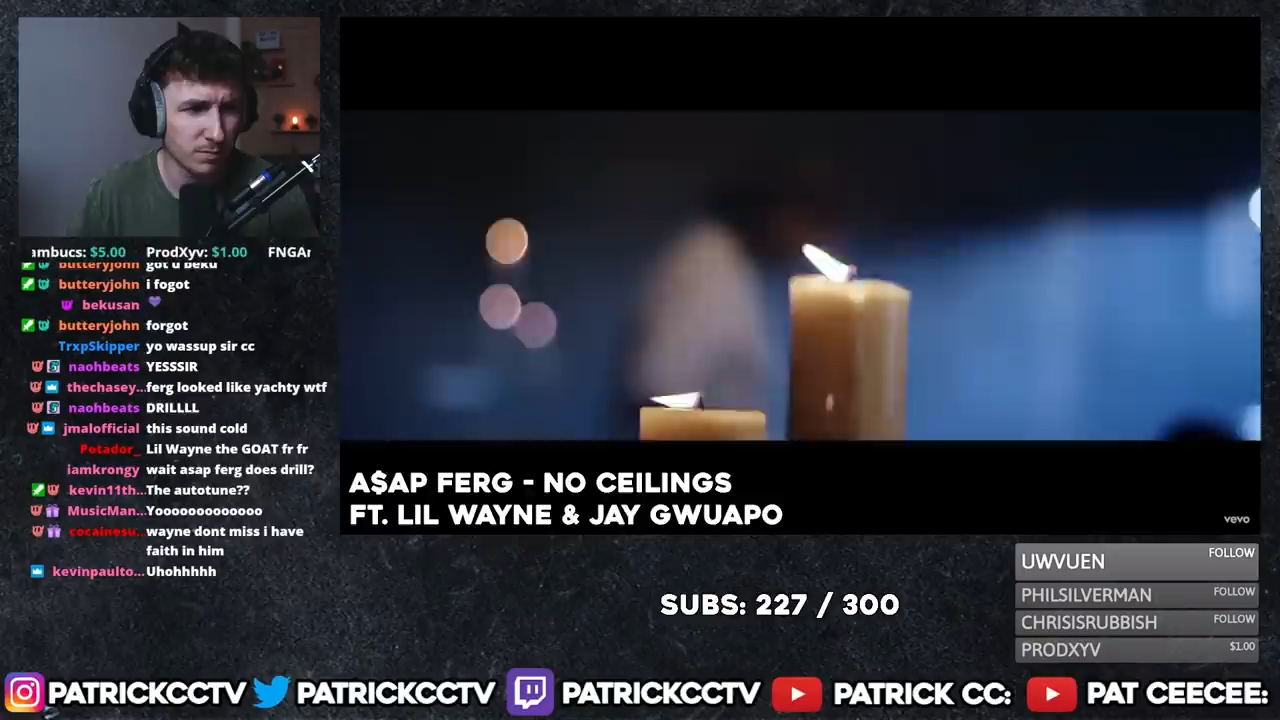 ambucs: $5.00 ProdXyv: $1.00 FNGAr
butteryjohn got u beku
butteryjohn i fogot
bekusan
butteryjohn forgot
TrxpSkipper yo wassup sir cc
naohbeats YESSSIR
thechasey... ferg looked like yachty wtf
naohbeats DRILLLL
jmalofficial this sound cold
Potador_ Lil Wayne the GOAT fr fr
iamkrongy wait asap ferg does drill?
kevin11th... The autotune??
MusicMan... Yooooooooooooo
cocainesu... wayne dont miss i have
faith in him
kevinpaulto... Uhohhhhh
A$AP FERG - NO CEILINGS
FT. LIL WAYNE & JAY GWUAPO
vevo
UWVUEN FOLLOW
PHILSILVERMAN FOLLOW
CHRISISRUBBISH FOLLOW
PRODXYV $1.00
SUBS: 227 / 300
PATRICKCCTV PATRICKCCTV PATRICKCCTV PATRICK CC: PAT CEECEE: